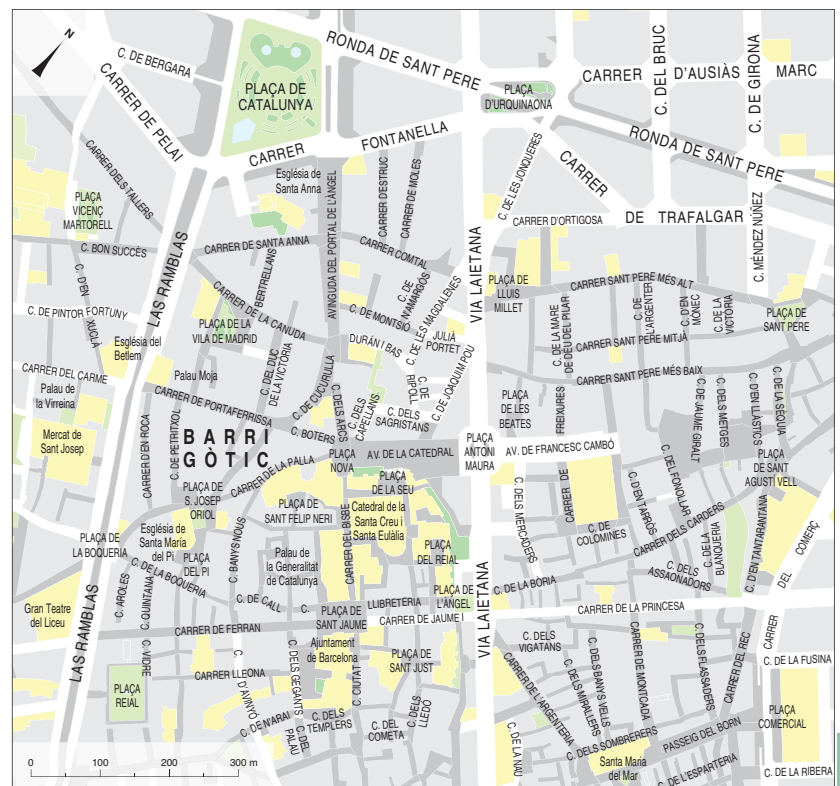 N
C. DE BERGARA
CARRER DE PELAI
PLAÇA DE
CATALUNYA
RONDA DE SANT PERE
PLAÇA
D'URQUINAONA
CARRER D'AUSIÀS MARC
C. DEL BRUC
C. DE GIRONA
RONDA DE SANT PERE
CARRER FONTANELLA
CARRER DE TRAFALGAR
CARRER DELS TALLERS
PLAÇA
VICENÇ
MARTORELL
Església de
Santa Anna
AVINGUDA DEL PORTAL DE L'ÀNGEL
CARRER D'ESTRUC
CARRER DE MOLES
C. DE LES JONQUERES
CARRER D'ORTIGOSA
C. MÉNDEZ NÚÑEZ
C. BON SUCCÈS
CARRER DE SANTA ANNA
BERTRELLANS
CARRER COMTAL
VIA LAIETANA
LAS RAMBLAS
C. D'EN
XUCLÀ
C. DE PINTOR FORTUNY
CARRER DE LA CANUDA
PLAÇA DE LA
VILA DE MADRID
C. DE MONTSIÓ
C. DE
N'AMARGÓS
C. DE LES MAGDALENES
PLAÇA DE
LLUIS
MILLET
CARRER SANT PERE MÉS ALT
C. DE LA MARE
DE DEU DEL PILAR
C. DE
L'ARGENTER
C. D'EN
MÒNEC
C. DE LA
VICTÒRIA
PLAÇA DE
SANT PERE
Església del
Betlem
C. DEL DUC
DE LA VICTÒRIA
DURÁN I BAS
JULIÀ
PORTET
CARRER SANT PERE MITJÀ
CARRER DEL CARME
Palau Moja
C. DE CUCURULLA
C. DELS ARCS
C. DELS
CAPELLANS
C. DE
RIPOLL
C. DE JOAQUIM POU
CARRER SANT PERE MÉS BAIX
Palau de
la Virreina
CARRER DE PORTAFERRISSA
C. BOTERS
C. DELS
SAGRISTANS
PLAÇA
DE LES
BEATES
FREIXURES
C. DE JAUME GIRALT
C. DELS METGES
C. D'EN LLÀSTICS
C. DE LA SÈQUIA
Mercat de
Sant Josep
CARRER D'EN ROCA
C. DE PETRITXOL
BARRI
GÒTIC
CARRER DE LA PALLA
PLAÇA
NOVA
AV. DE LA CATEDRAL
PLAÇA
ANTONI
MAURA
AV. DE FRANCESC CAMBÓ
PLAÇA
DE SANT
AGUSTÍ VELL
PLAÇA
DE LA SEU
PLAÇA DE
S. JOSEP
ORIOL
PLAÇA DE
SANT FELIP NERI
Catedral de la
Santa Creu i
Santa Eulàlia
C. DELS MERCADERS
CARRER DE
C. D'EN TARRÒS
C. DEL FONOLLAR
CARRER DELS CARDERS
PLAÇA DE
LA BOQUERIA
Església de
Santa María
del Pi
C. BANYS NOUS
CARRER DEL BISBE
C. DE
COLOMINES
C. DE LA
BLANQUERIA
C. D'EN TANTARANTANA
PLAÇA
DEL PI
Palau de
la Generalitat
de Catalunya
PLAÇA
DEL REIAL
C. DELS
ASSAONADORS
CARRER DEL COMERÇ
C. DE LA BOQUERIA
C. AROLES
C. QUINTANA
C. DE LA BÒRIA
Gran Teatre
del Liceu
C. DE CALL
C. LLIBRETERIA
PLAÇA DE
L'ÀNGEL
CARRER DE LA PRINCESA
CARRER DE FERRAN
PLAÇA DE
SANT JAUME
CARRER DE JAUME I
LAS RAMBLAS
C. VIDRE
VIA LAIETANA
C. DELS
VIGATANS
CARRER DE L'ARGENTERIA
C. DELS MIRALLERS
C. DELS BANYS VELLS
CARRER DE MONTCADA
C. DELS FLASSADERS
CARRER DEL REC
CARRER LLEONA
C. DELS GEGANTS
Ajuntament
de Barcelona
C. CIUTAT
PLAÇA
DE SANT JUST
C. DE LA FUSINA
PLAÇA
REIAL
C.
D'AVINYÓ
C. DELS
LLEDÓ
PLAÇA
COMERCIAL
C. DE N'ARAI
C. DEL
PALAU
C. DELS
TEMPLERS
C. DEL
COMETA
C. DE LA NAU
C. DELS SOMBRERERS
PASSEIG DEL BORN
Santa Maria
del Mar
C. DE L'ESPARTERIA
C. DE LA RIBERA
0 100 200 300 m